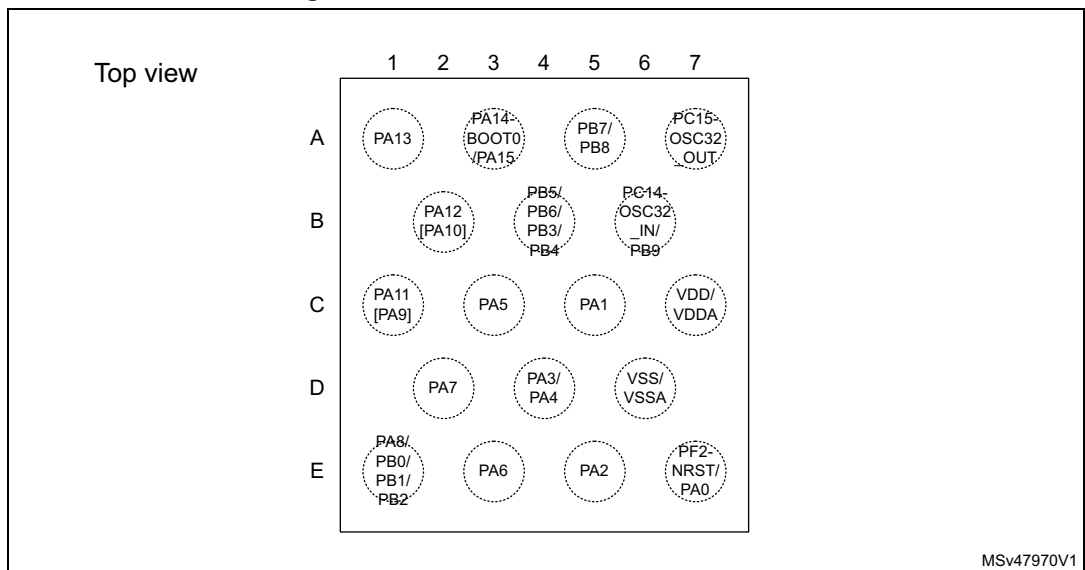 Top view
1 2 3 4 5 6 7
A
PA13
PA14-
BOOT0
/PA15
PB7/
PB8
PC15-
OSC32
_OUT
B
PA12
[PA10]
PB5/
PB6/
PB3/
PB4
PC14-
OSC32
_IN/
PB9
C
PA11
[PA9]
PA5
PA1
VDD/
VDDA
D
PA7
PA3/
PA4
VSS/
VSSA
E
PA8/
PB0/
PB1/
PB2
PA6
PA2
PF2-
NRST/
PA0
MSv47970V1